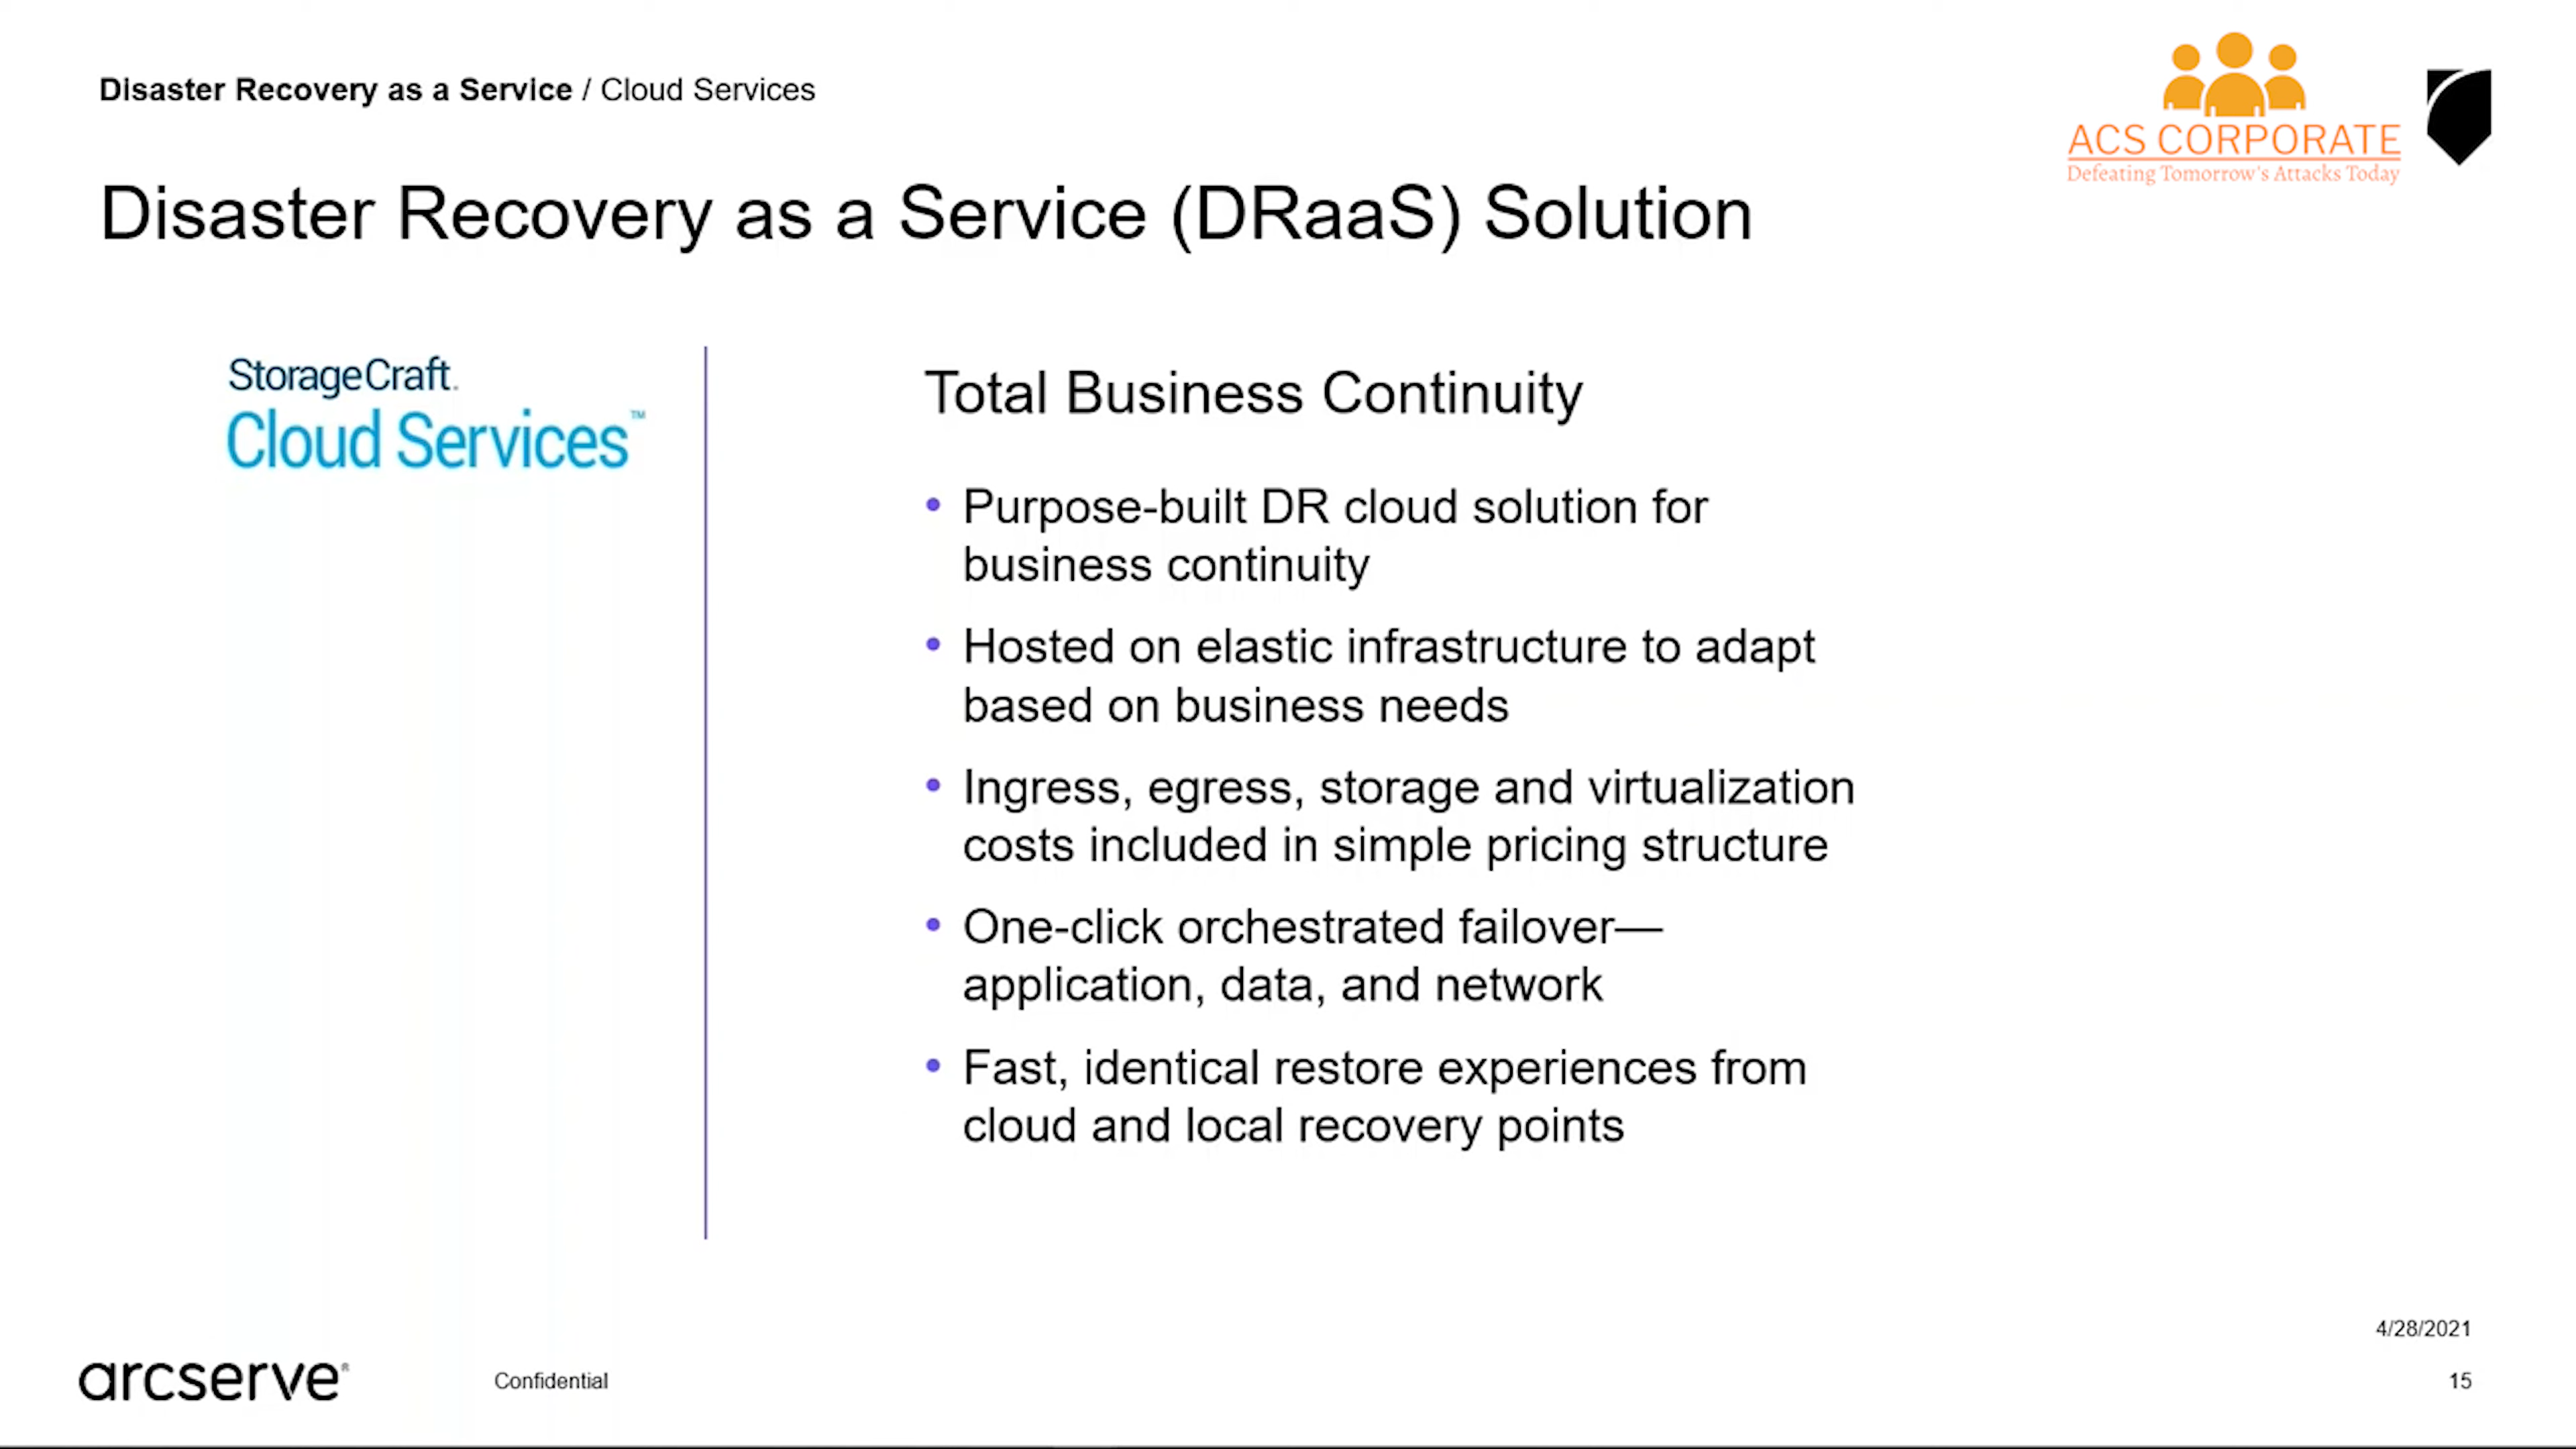 Disaster Recovery as a Service / Cloud Services
ACS CORPORATE
Defeating Tomorrow's Attacks Today
Disaster Recovery as a Service (DRaaS) Solution
StorageCraft.
Cloud Services™
Total Business Continuity
• Purpose-built DR cloud solution for
business continuity
• Hosted on elastic infrastructure to adapt
based on business needs
• Ingress, egress, storage and virtualization
costs included in simple pricing structure
• One-click orchestrated failover—
application, data, and network
• Fast, identical restore experiences from
cloud and local recovery points
4/28/2021
arcserve®
Confidential
15